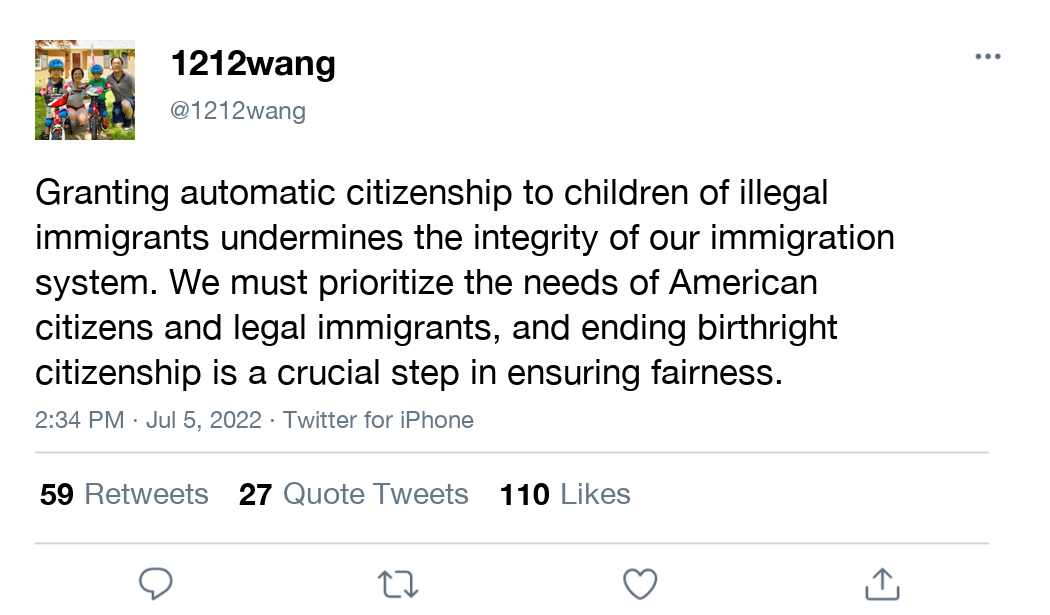 1212wang
@1212wang
Granting automatic citizenship to children of illegal
immigrants undermines the integrity of our immigration
system. We must prioritize the needs of American
citizens and legal immigrants, and ending birthright
citizenship is a crucial step in ensuring fairness.
2:34 PM · Jul 5, 2022 · Twitter for iPhone
59 Retweets 27 Quote Tweets 110 Likes